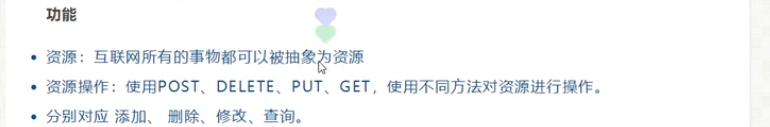 功能
资源：互联网所有的事物都可以被抽象为资源
资源操作：使用POST、DELETE、PUT、GET，使用不同方法对资源进行操作。
分别对应 添加、 删除、修改、查询。